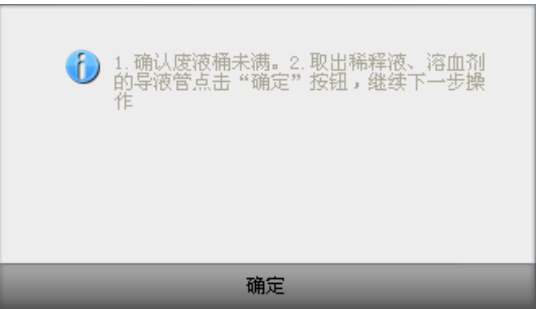 1.确认废液桶未满。2.取出稀释液、溶血剂
的导液管点击“确定”按钮，继续下一步操
作
确定